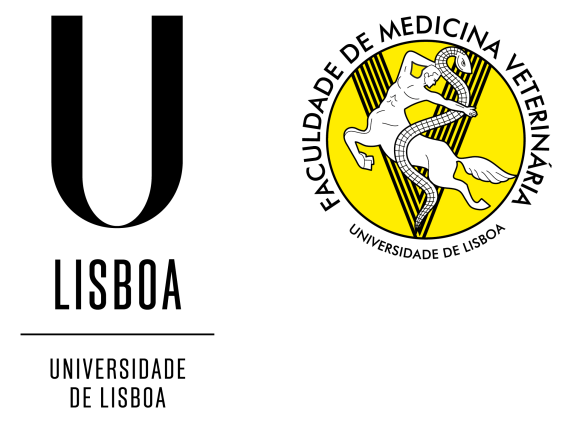 U
LISBOA
UNIVERSIDADE
DE LISBOA
FACULDADE DE MEDICINA VETERINÁRIA
UNIVERSIDADE DE LISBOA